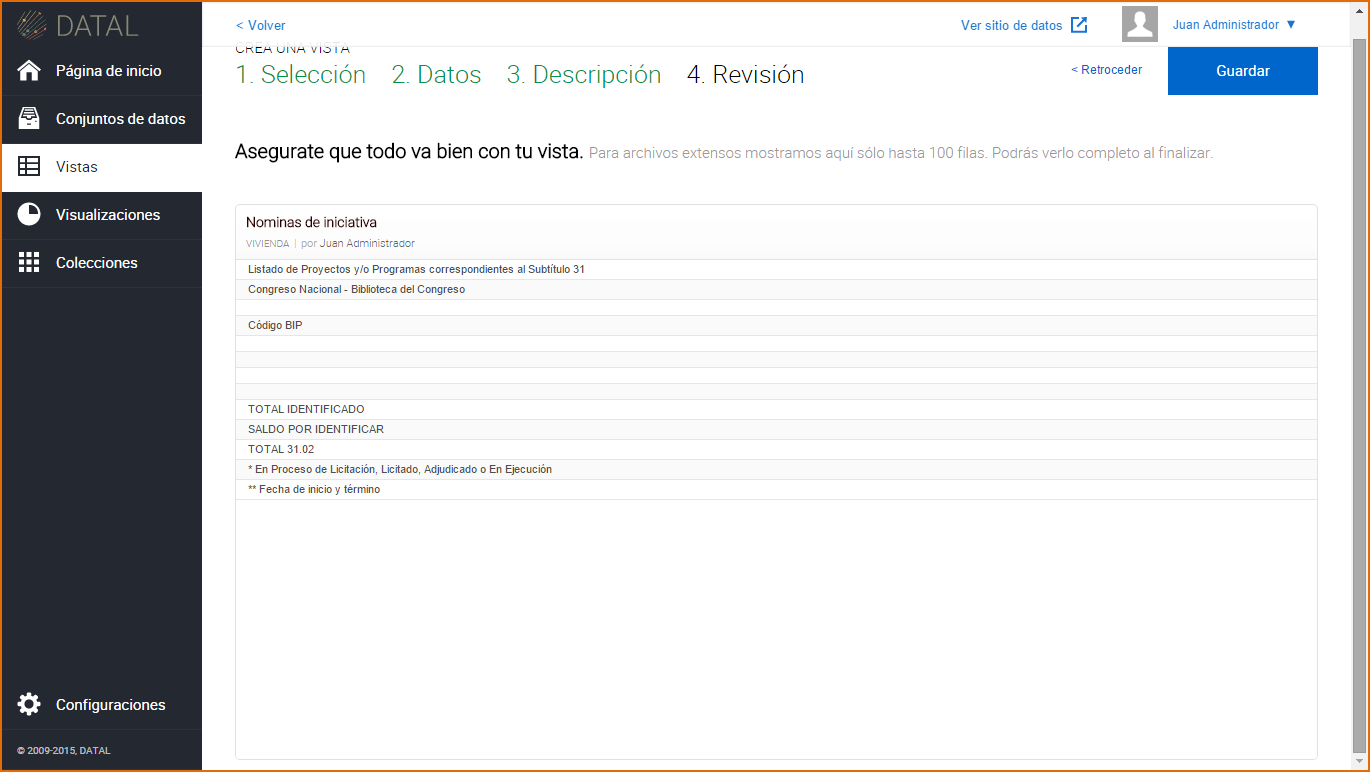 DATAL
Página de inicio
Conjuntos de datos
Vistas
Visualizaciones
Colecciones
Configuraciones
© 2009-2015, DATAL
< Volver
Ver sitio de datos
Juan Administrador ▼
CREÁ UNA VISTA
1. Selección 2. Datos 3. Descripción 4. Revisión
< Retroceder
Guardar
Asegurate que todo va bien con tu vista. Para archivos extensos mostramos aquí sólo hasta 100 filas. Podrás verlo completo al finalizar.
Nominas de iniciativa
VIVIENDA | por Juan Administrador
Listado de Proyectos y/o Programas correspondientes al Subtítulo 31
Congreso Nacional - Biblioteca del Congreso
Código BIP
TOTAL IDENTIFICADO
SALDO POR IDENTIFICAR
TOTAL 31.02
* En Proceso de Licitación, Licitado, Adjudicado o En Ejecución
** Fecha de inicio y término